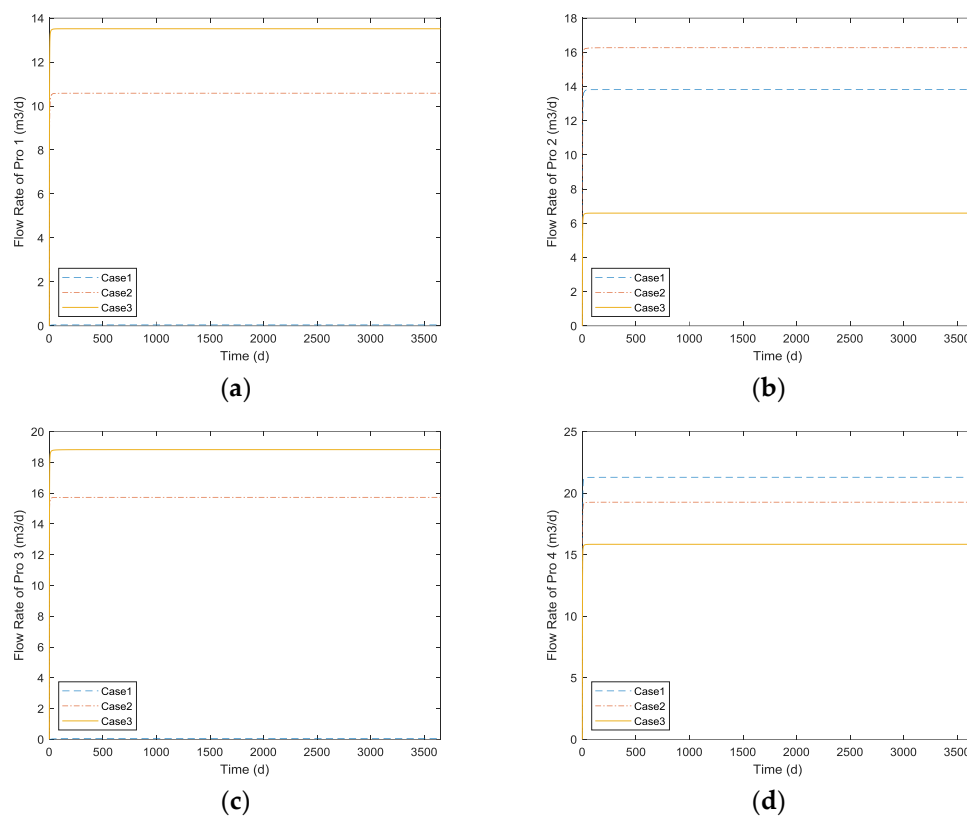 14
12
10
8
6
4
2
0
Flow Rate of Pro 1 (m3/d)
Case1
Case2
Case3
0 500 1000 1500 2000 2500 3000 3500
Time (d)
(a)
18
16
14
12
10
8
6
4
2
0
Flow Rate of Pro 2 (m3/d)
Case1
Case2
Case3
0 500 1000 1500 2000 2500 3000 3500
Time (d)
(b)
20
18
16
14
12
10
8
6
4
2
0
Flow Rate of Pro 3 (m3/d)
Case1
Case2
Case3
0 500 1000 1500 2000 2500 3000 3500
Time (d)
(c)
25
20
15
10
5
0
Flow Rate of Pro 4 (m3/d)
Case1
Case2
Case3
0 500 1000 1500 2000 2500 3000 3500
Time (d)
(d)